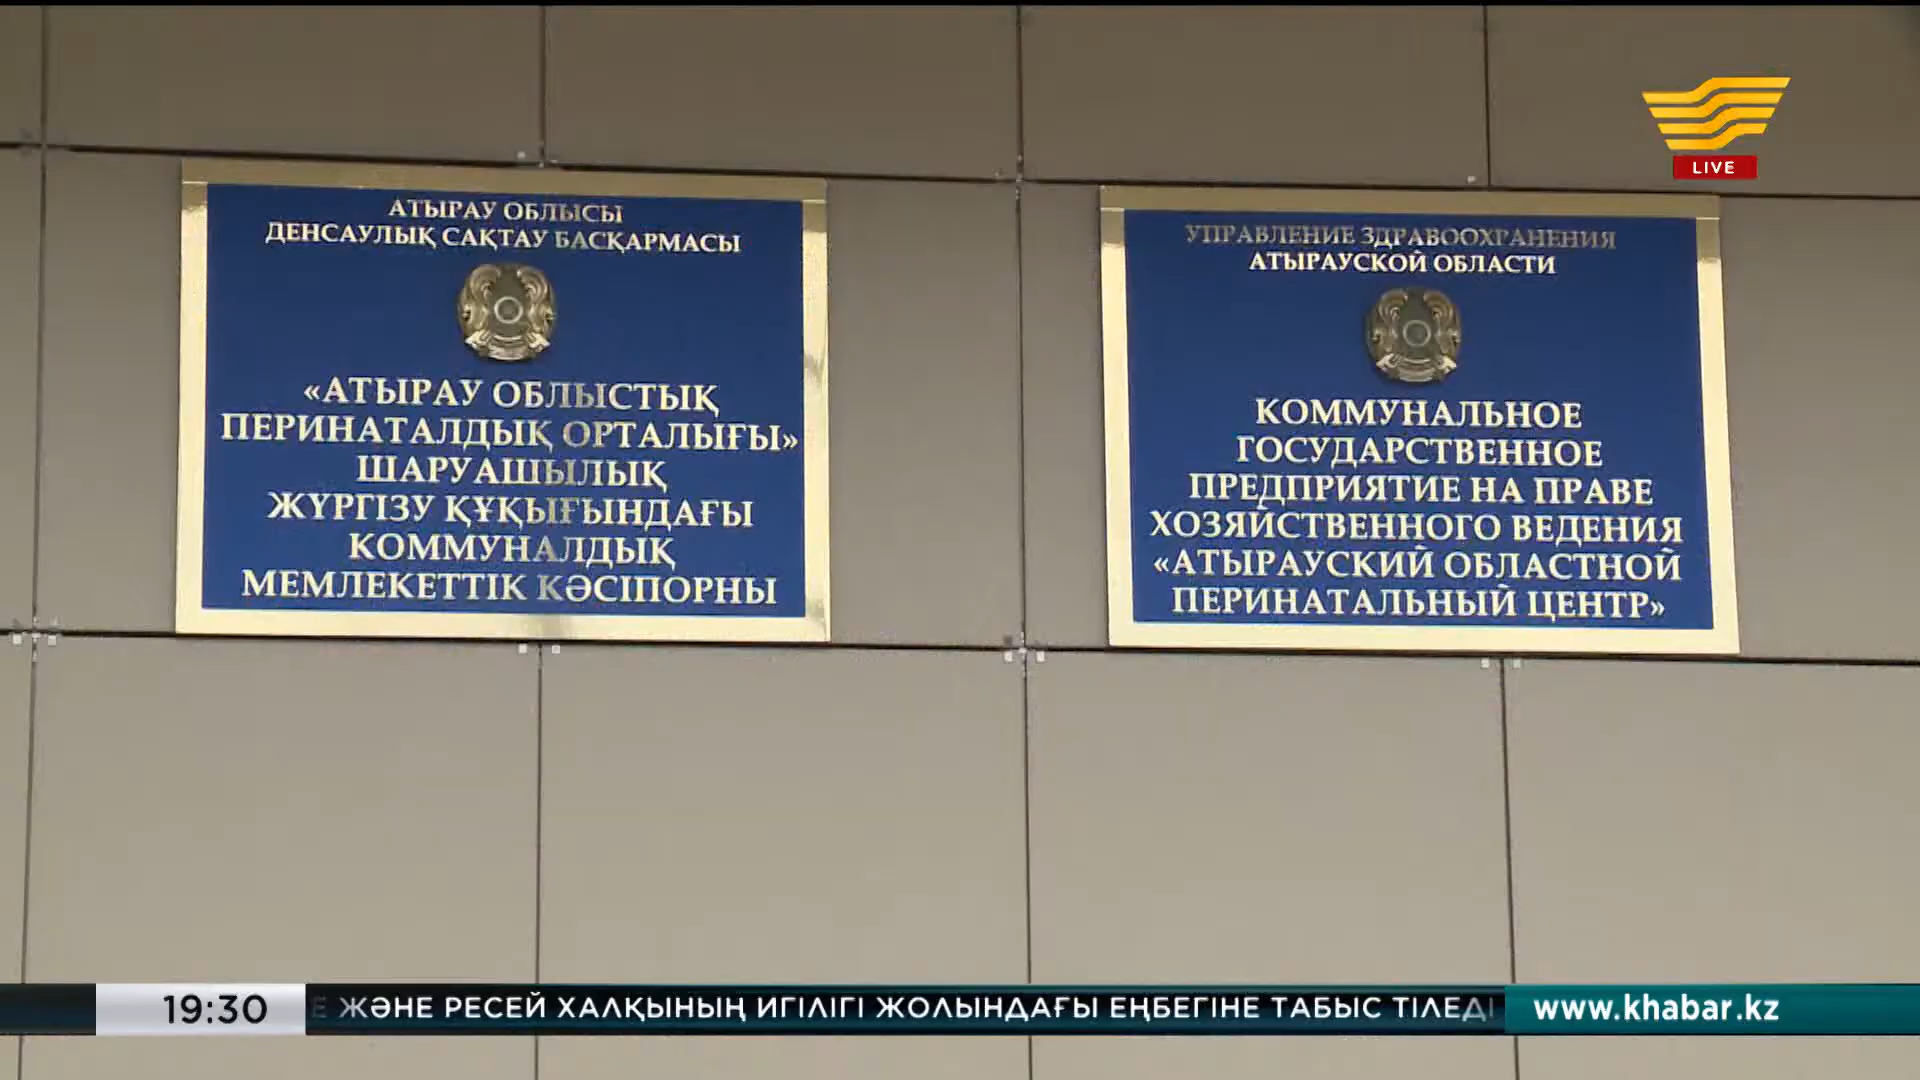 LIVE
АТЫРАУ ОБЛЫСЫ
ДЕНСАУЛЫҚ САҚТАУ БАСҚАРМАСЫ
«АТЫРАУ ОБЛЫСТЫҚ
ПЕРИНАТАЛДЫҚ ОРТАЛЫҒЫ»
ШАРУАШЫЛЫҚ
ЖҮРГІЗУ ҚҰҚЫҒЫНДАҒЫ
КОММУНАЛДЫҚ
МЕМЛЕКЕТТІК КӘСІПОРНЫ
УПРАВЛЕНИЕ ЗДРАВООХРАНЕНИЯ
АТЫРАУСКОЙ ОБЛАСТИ
КОММУНАЛЬНОЕ
ГОСУДАРСТВЕННОЕ
ПРЕДПРИЯТИЕ НА ПРАВЕ
ХОЗЯЙСТВЕННОГО ВЕДЕНИЯ
«АТЫРАУСКИЙ ОБЛАСТНОЙ
ПЕРИНАТАЛЬНЫЙ ЦЕНТР»
19:30 ЖӘНЕ РЕСЕЙ ХАЛҚЫНЫҢ ИГІЛІГІ ЖОЛЫНДАҒЫ ЕҢБЕГІНЕ ТАБЫС ТІЛЕДІ www.khabar.kz